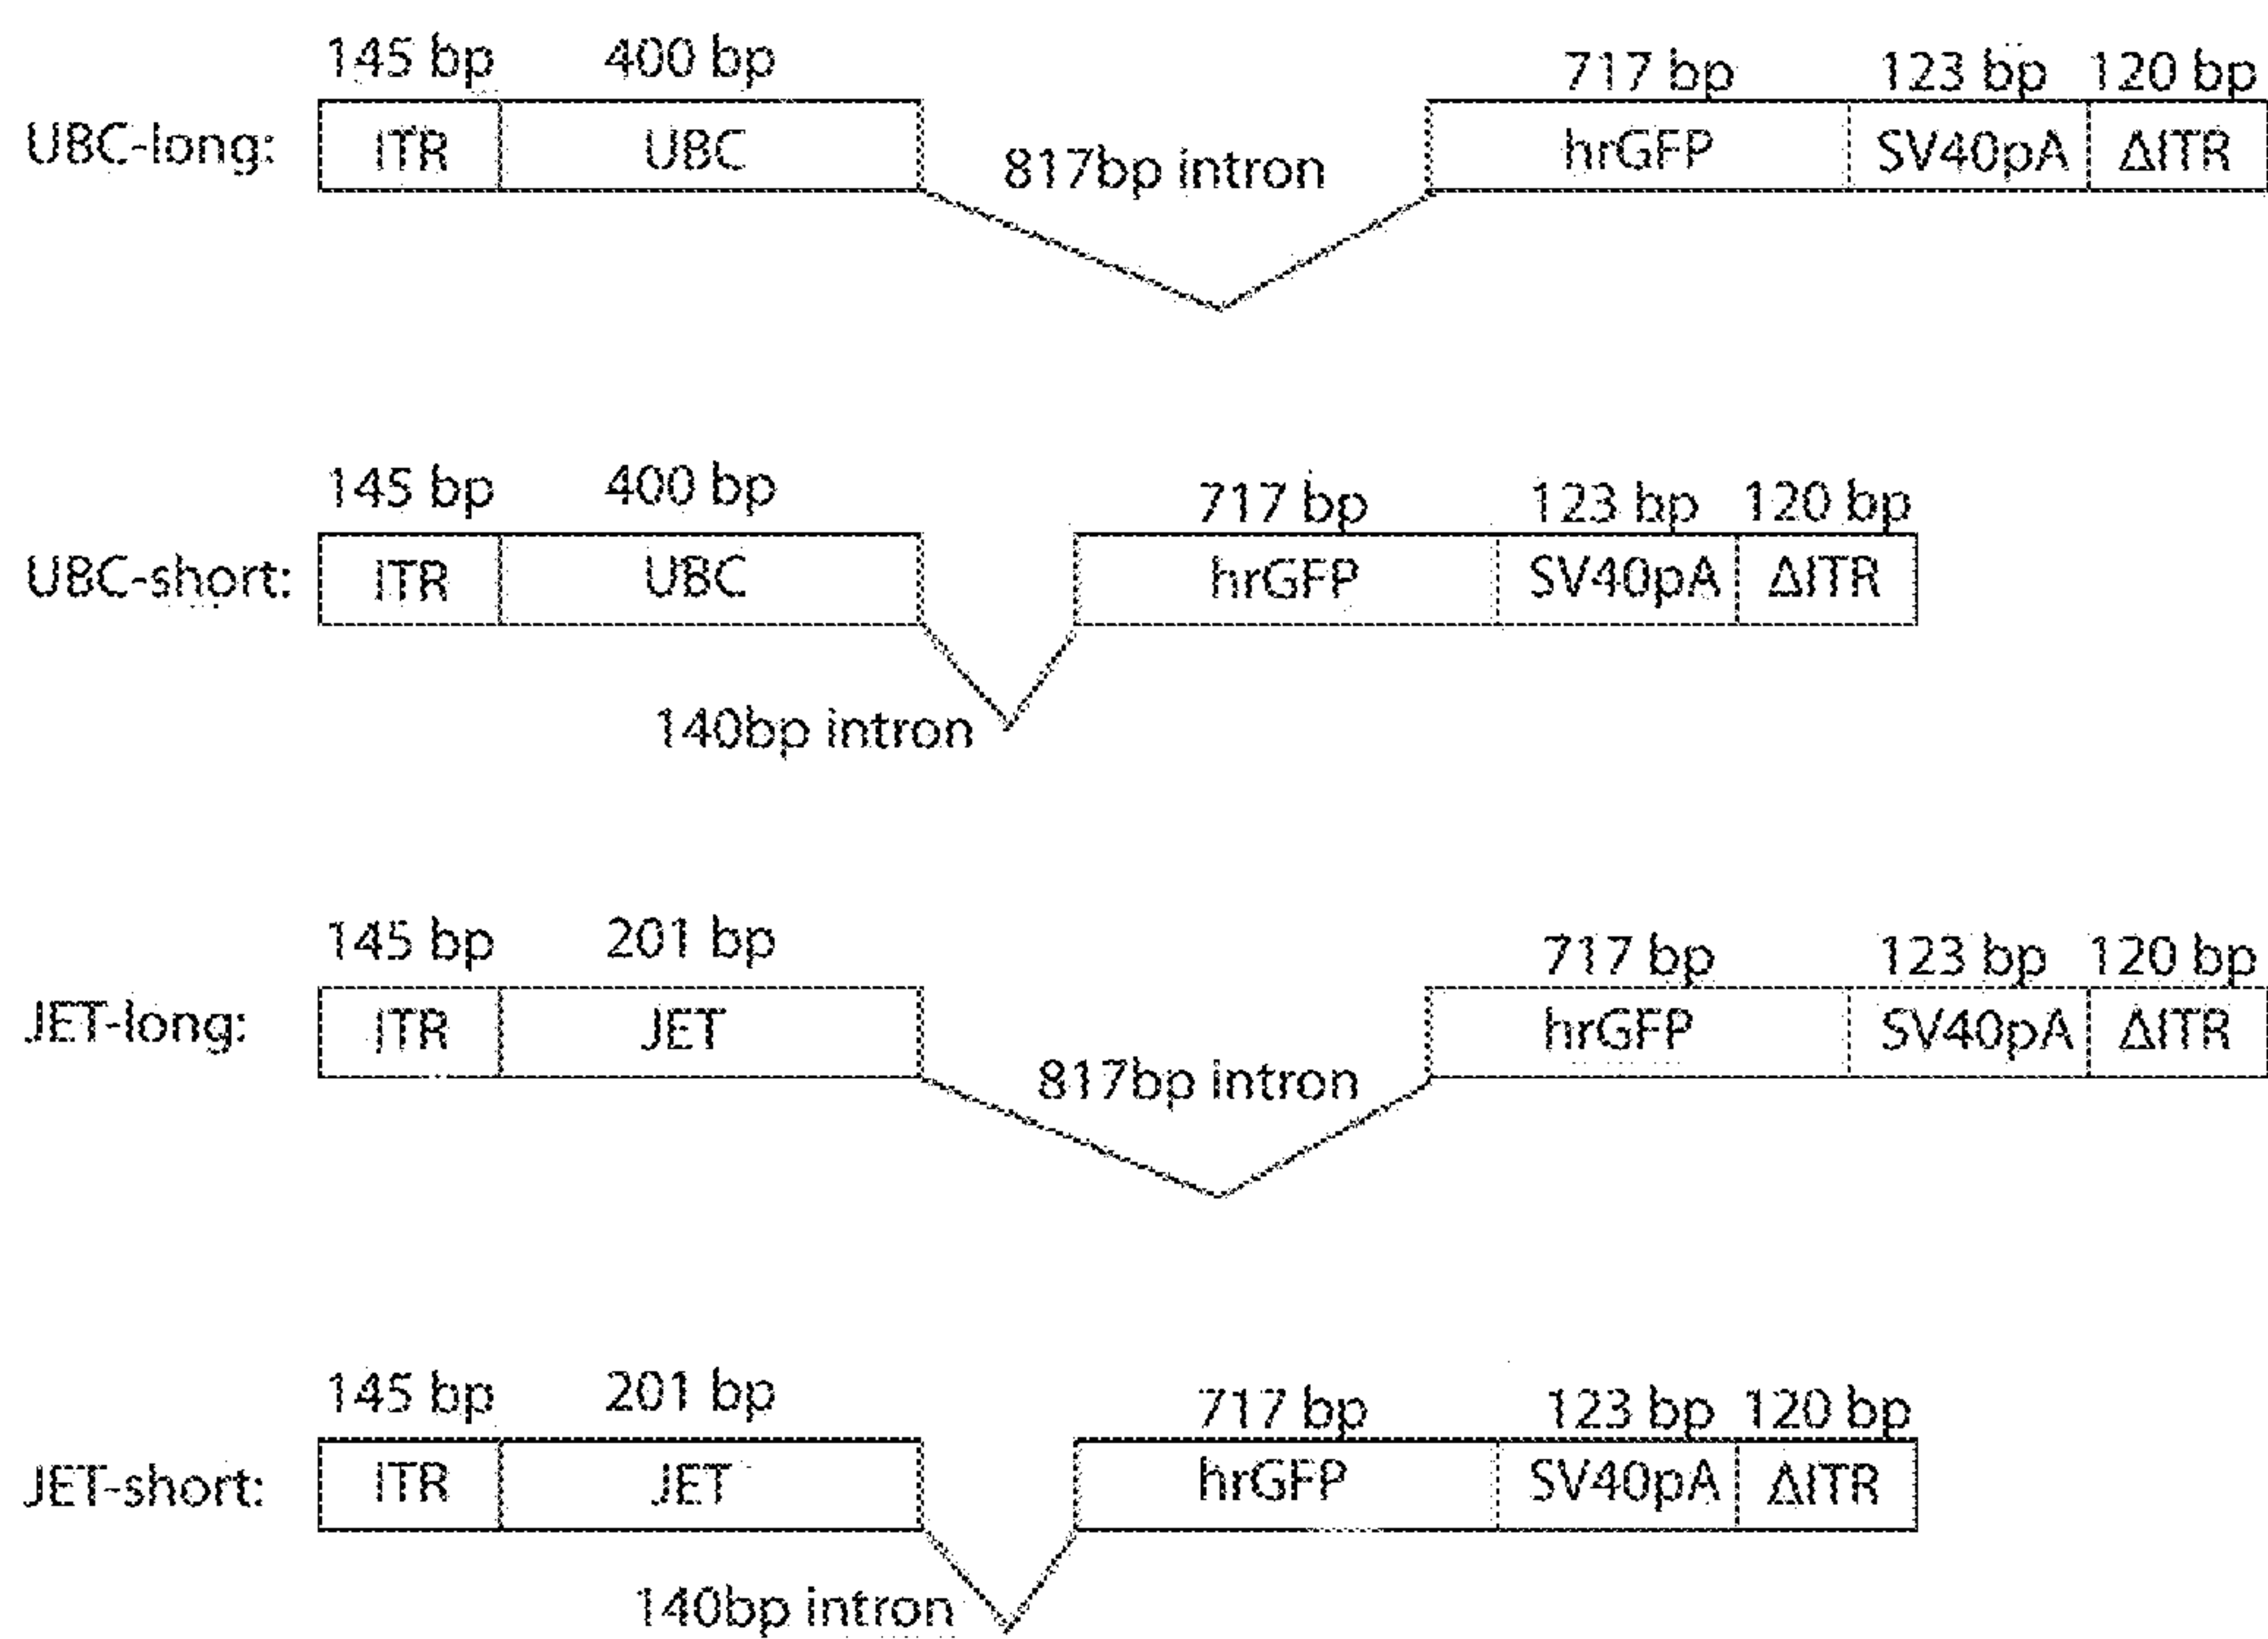 145 bp 400 bp 717 bp 123 bp 120 bp
UBC-long: ITR UBC 817bp intron hrGFP SV40pA ΔITR
145 bp 400 bp 717 bp 123 bp 120 bp
UBC-short: ITR UBC hrGFP SV40pA ΔITR
140bp intron
145 bp 201 bp 717 bp 123 bp 120 bp
JET-long: ITR JET hrGFP SV40pA ΔITR
817bp intron
145 bp 201 bp 717 bp 123 bp 120 bp
JET-short: ITR JET hrGFP SV40pA ΔITR
140bp intron